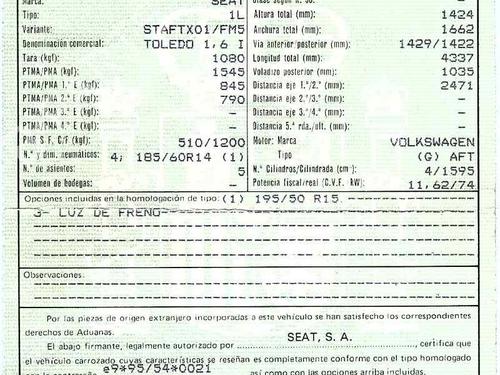 Marca: SEAT
Tipo: 1L
Variante: STAFTX01/FM5
Denominación comercial: TOLEDO 1,6 I
Tara (kgf): 1080
PTMA/PMA (kgf): 1545
PTMA/PMA 1.º E (kgf): 845
PTMA/PMA 2.º E (kgf): 790
PTMA/PMA 3.º E (kgf): –
PTMA/PMA 4.º E (kgf): –
PMR S/F, C/F (kgf): 510/1200
N.º y dim. neumáticos: 4; 185/60R14 (1)
N.º de asientos: 5
Volumen de bodegas: –
Altura total (mm): 1424
Anchura total (mm): 1662
Vía anterior/posterior (mm): 1429/1422
Longitud total (mm): 4337
Voladizo posterior (mm): 1035
Distancia eje 1.º/2.º (mm): 2471
Distancia eje 2.º/3.º (mm): –
Distancia eje 3.º/4.º (mm): –
Distancia 5.ª rda./últ. (mm): –
Motor: Marca VOLKSWAGEN
Tipo (G) AFT
N.º Cilindros/Cilindrada (cm³): 4/1595
Potencia fiscal/real (C.V.F. kW): 11,62/74
Opciones incluidas en la homologación de tipo: (1) 195/50 R15
3- LUZ DE FRENO
Observaciones:
Por las piezas de origen extranjero incorporadas a este vehículo se han satisfecho los correspondientes
derechos de Aduanas.
El abajo firmante, legalmente autorizado por SEAT, S. A. , certifica que
el vehículo carrozado cuyas características se reseñan es completamente conforme con el tipo homologado
con la contraseña e9*95/54*0021 así como con las opciones arriba incluidas.